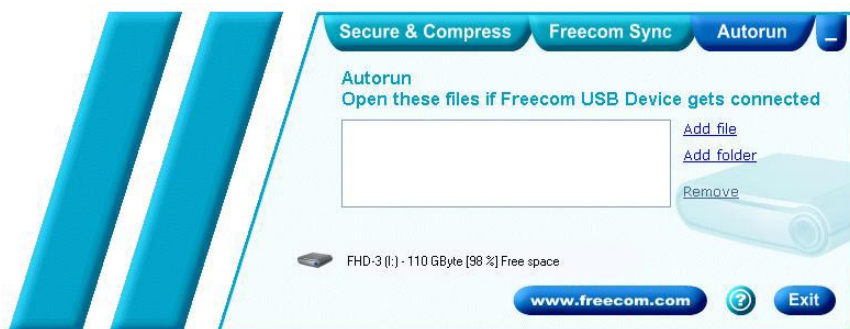 Secure & Compress Freecom Sync Autorun _
Autorun
Open these files if Freecom USB Device gets connected
Add file
Add folder
Remove
FHD-3 (I:) - 110 GByte [98 %] Free space
www.freecom.com ? Exit